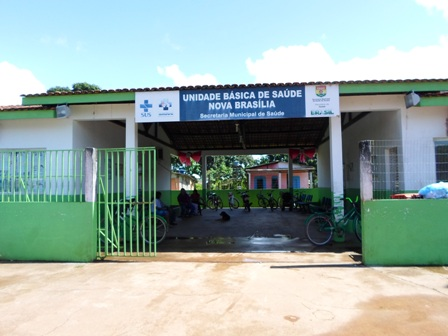 SUS
UNIDADE BÁSICA DE SAÚDE
NOVA BRASÍLIA
Secretaria Municipal de Saúde